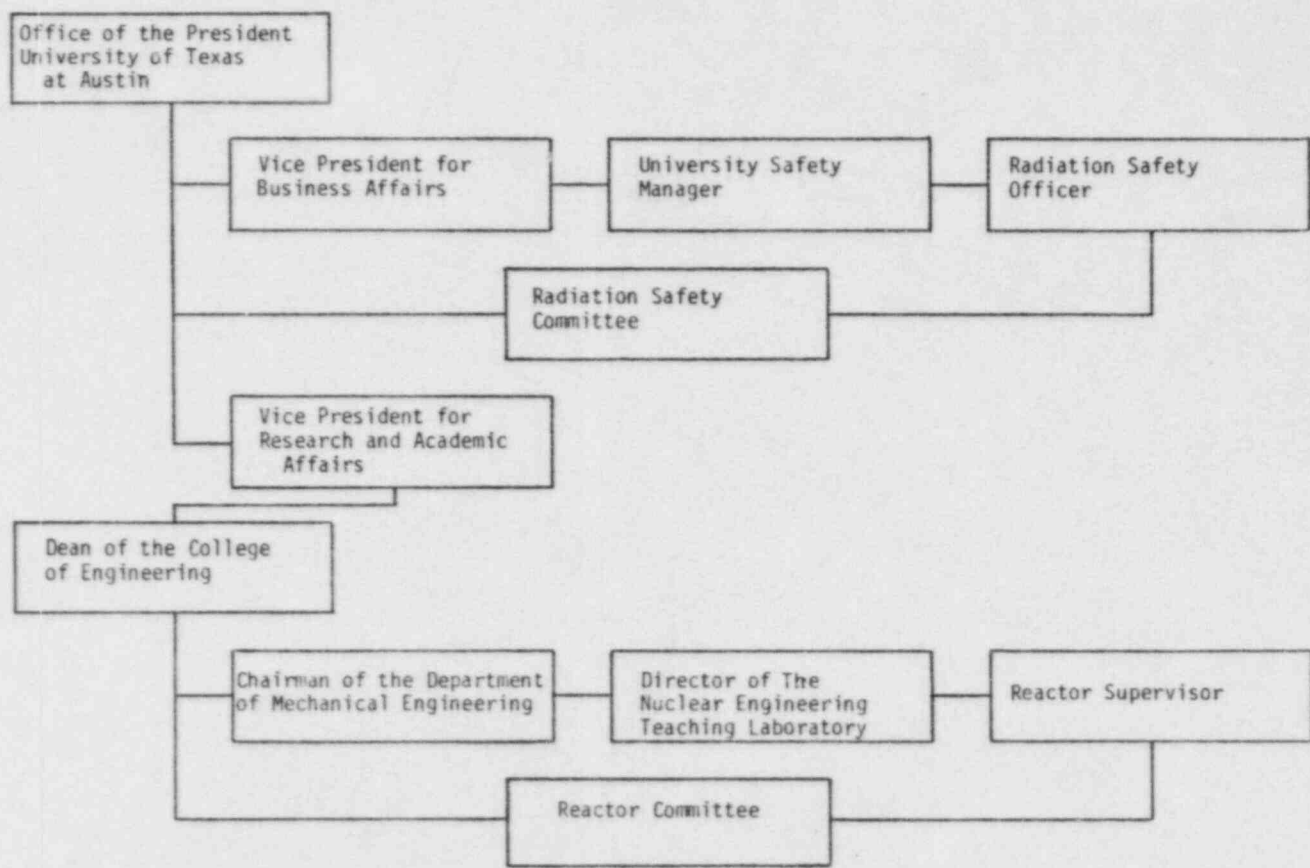 Office of the President
University of Texas
at Austin
Vice President for
Business Affairs
University Safety
Manager
Radiation Safety
Officer
Radiation Safety
Committee
Vice President for
Research and Academic
Affairs
Dean of the College
of Engineering
Chairman of the Department
of Mechanical Engineering
Director of The
Nuclear Engineering
Teaching Laboratory
Reactor Supervisor
Reactor Committee